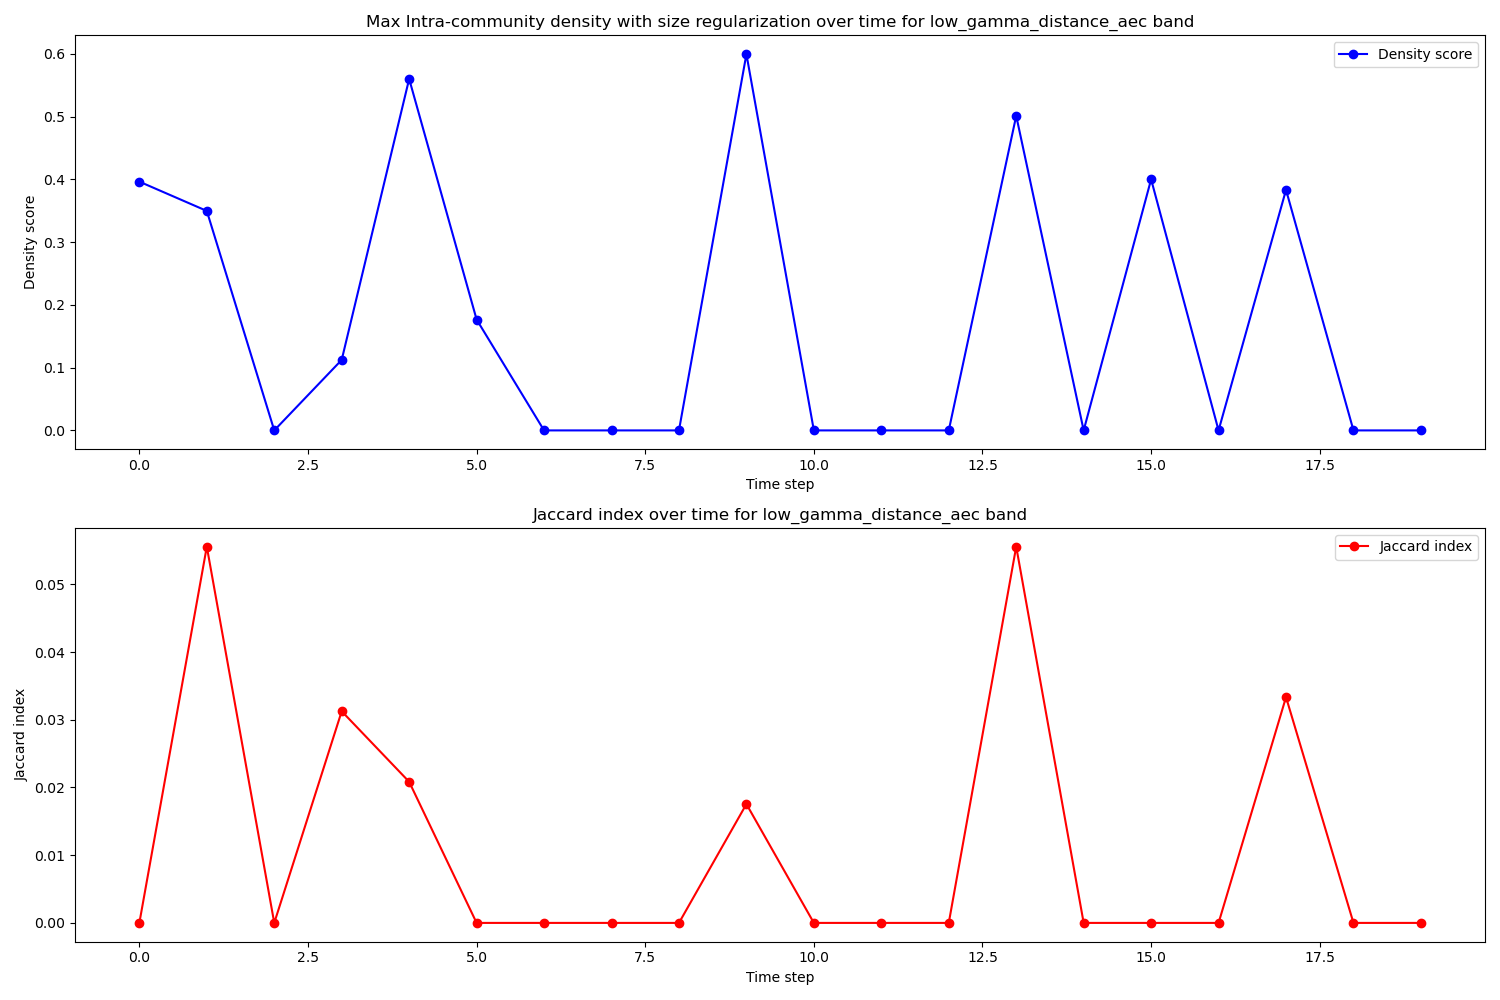 Max Intra-community density with size regularization over time for low_gamma_distance_aec band
Density score
0.6
0.5
0.4
0.3
0.2
0.1
0.0
Density score
0.0 2.5 5.0 7.5 10.0 12.5 15.0 17.5
Time step
Jaccard index over time for low_gamma_distance_aec band
Jaccard index
0.05
0.04
0.03
0.02
0.01
0.00
Jaccard index
0.0 2.5 5.0 7.5 10.0 12.5 15.0 17.5
Time step